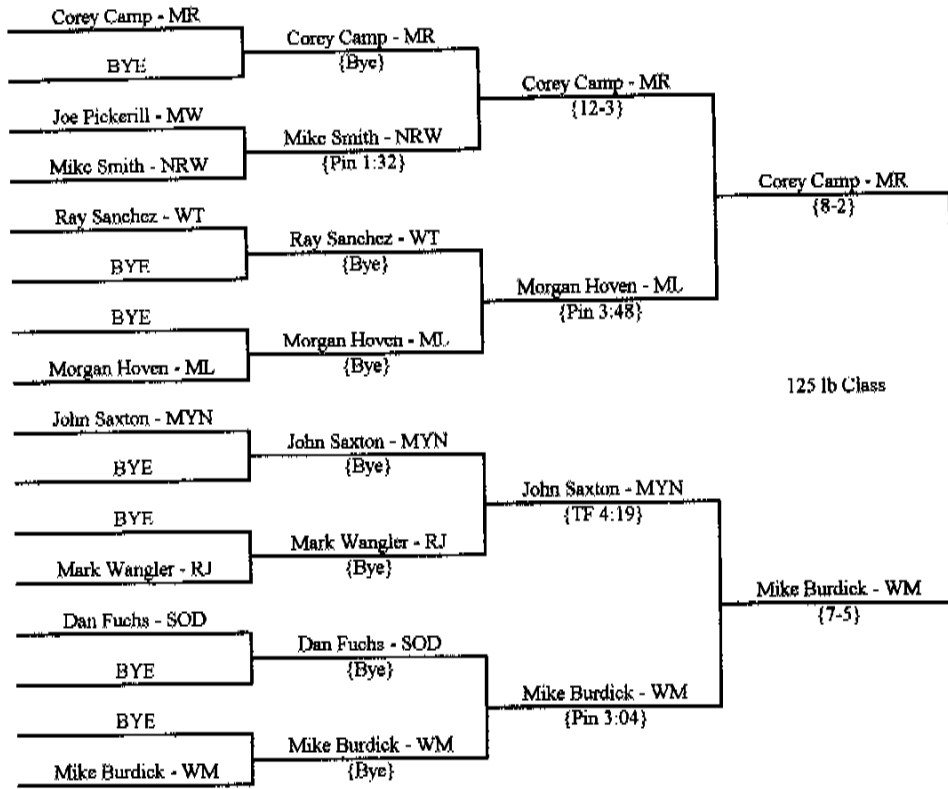 Corey Camp - MR
BYE
Joe Pickerill - MW
Mike Smith - NRW
Ray Sanchez - WT
BYE
BYE
Morgan Hoven - ML
John Saxton - MYN
BYE
BYE
Mark Wangler - RJ
Dan Fuchs - SOD
BYE
BYE
Mike Burdick - WM
Corey Camp - MR
{Bye}
Mike Smith - NRW
{Pin 1:32}
Ray Sanchez - WT
{Bye}
Morgan Hoven - ML
{Bye}
John Saxton - MYN
{Bye}
Mark Wangler - RJ
{Bye}
Dan Fuchs - SOD
{Bye}
Mike Burdick - WM
{Bye}
Corey Camp - MR
{12-3}
Morgan Hoven - ML
{Pin 3:48}
John Saxton - MYN
{TF 4:19}
Mike Burdick - WM
{Pin 3:04}
Corey Camp - MR
{8-2}
125 lb Class
Mike Burdick - WM
{7-5}